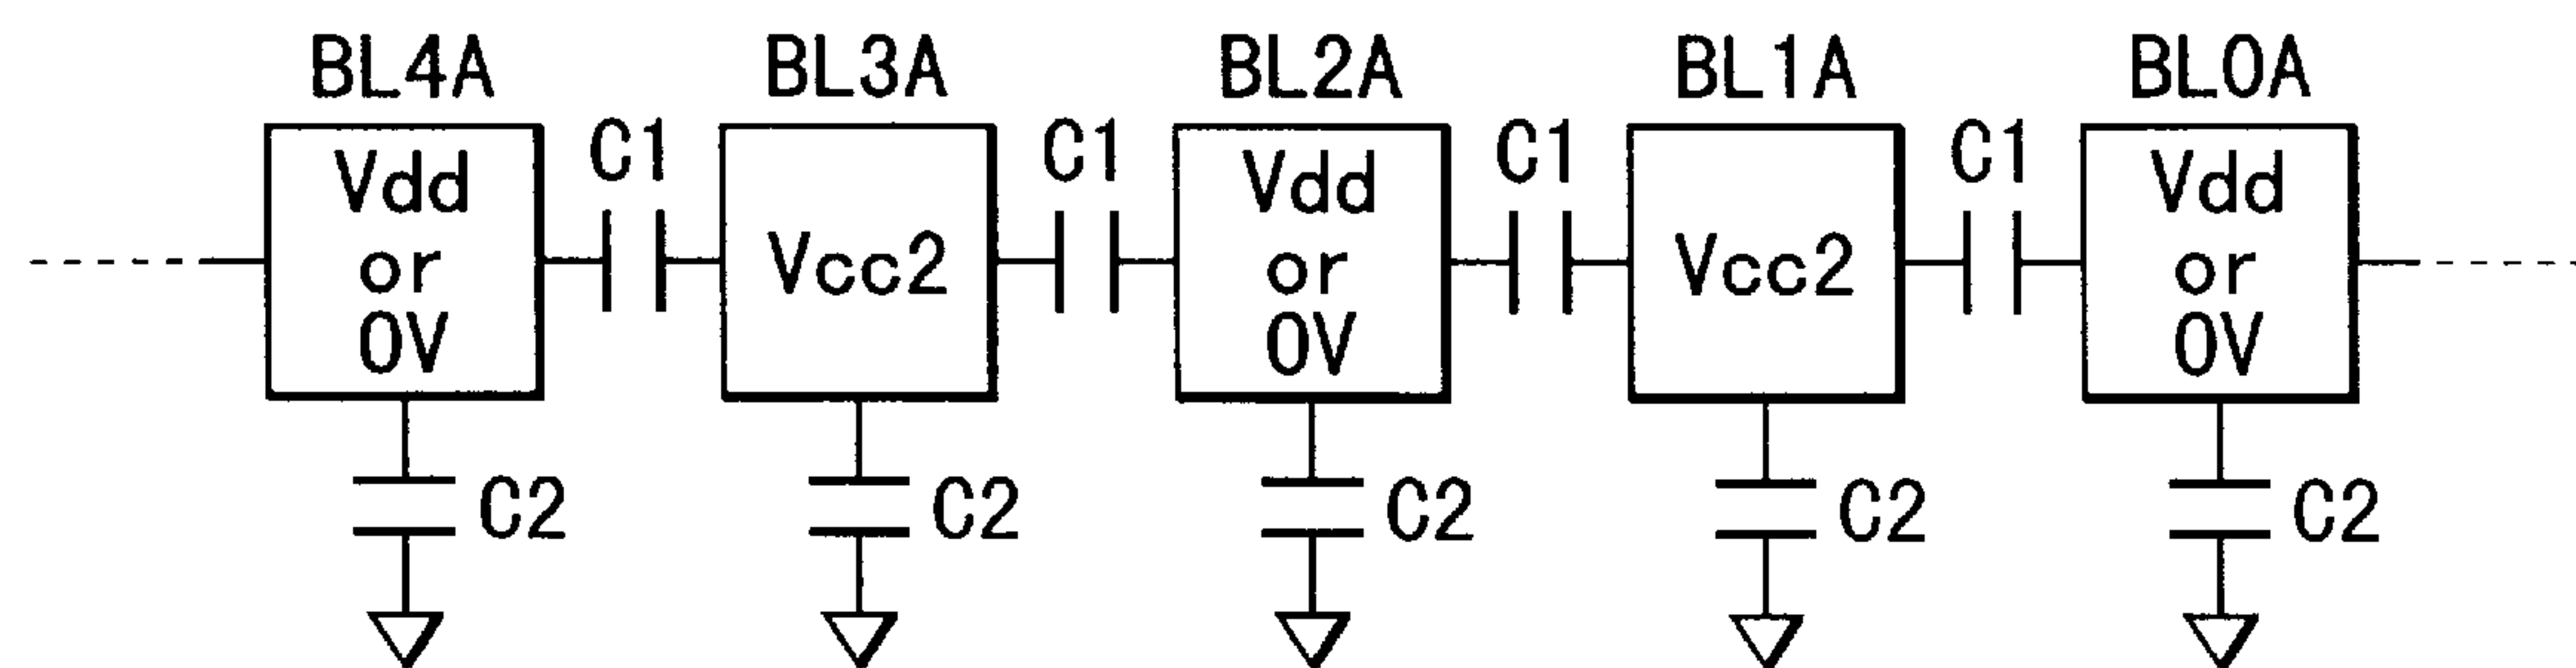 BL4A BL3A BL2A BL1A BL0A
C1 C1 C1 C1
Vdd Vdd Vdd
or Vcc2 or Vcc2 or
0V 0V 0V
C2 C2 C2 C2 C2